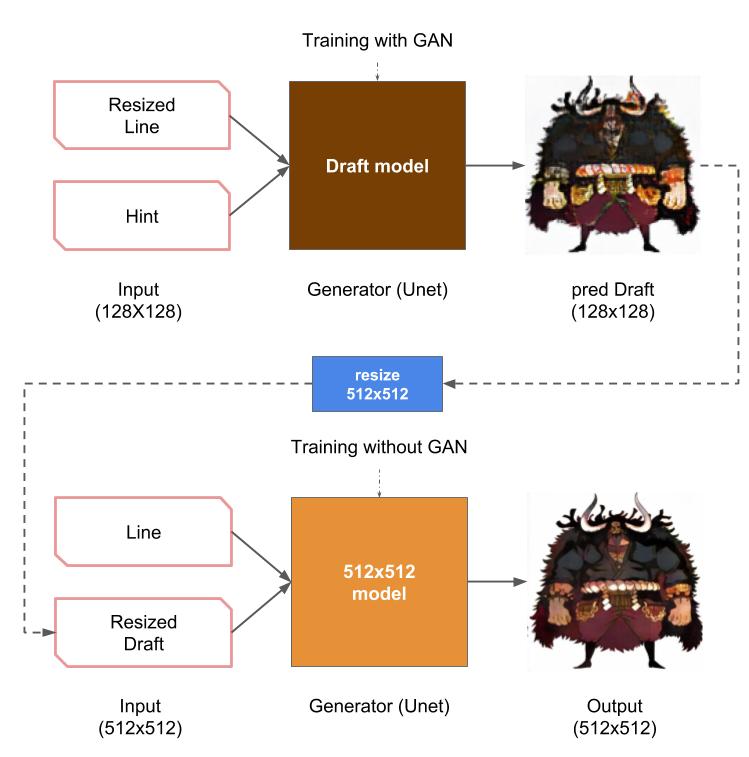 Training with GAN
Resized
Line
Draft model
Hint
Input
(128X128)
Generator (Unet)
pred Draft
(128x128)
resize
512x512
Training without GAN
Line
512x512
model
Resized
Draft
Input
(512x512)
Generator (Unet)
Output
(512x512)